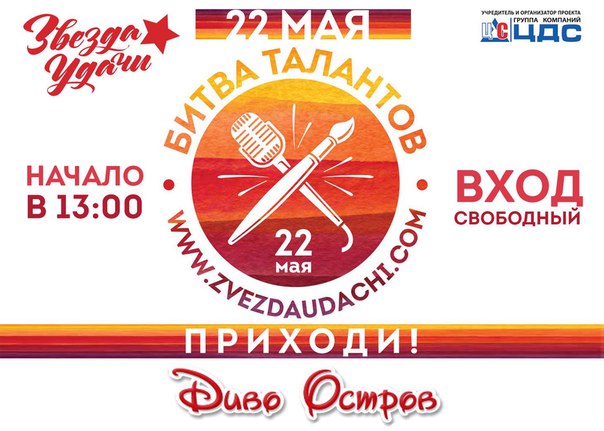 Звезда
Удачи
22 МАЯ
УЧРЕДИТЕЛЬ И ОРГАНИЗАТОР ПРОЕКТА
ГРУППА КОМПАНИЙ
ЦДС
БИТВА ТАЛАНТОВ
НАЧАЛО
В 13:00
22
мая
ВХОД
СВОБОДНЫЙ
WWW.ZVEZDAUDACHI.COM
ПРИХОДИ!
Диво Остров